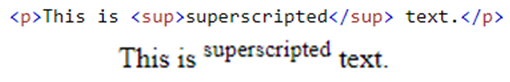 <p>This is <sup>superscripted</sup> text.</p>
This is superscripted text.